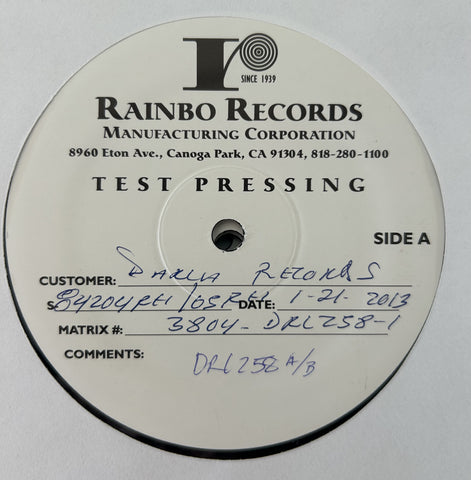 r
SINCE 1939
RAINBO RECORDS
MANUFACTURING CORPORATION
8960 Eton Ave., Canoga Park, CA 91304, 818-280-1100
TEST PRESSING
SIDE A
CUSTOMER: DARLA RECORDS
DATE: 1-21-2013
MATRIX #: 3804-DRL258-1
COMMENTS: DRL258 A/B